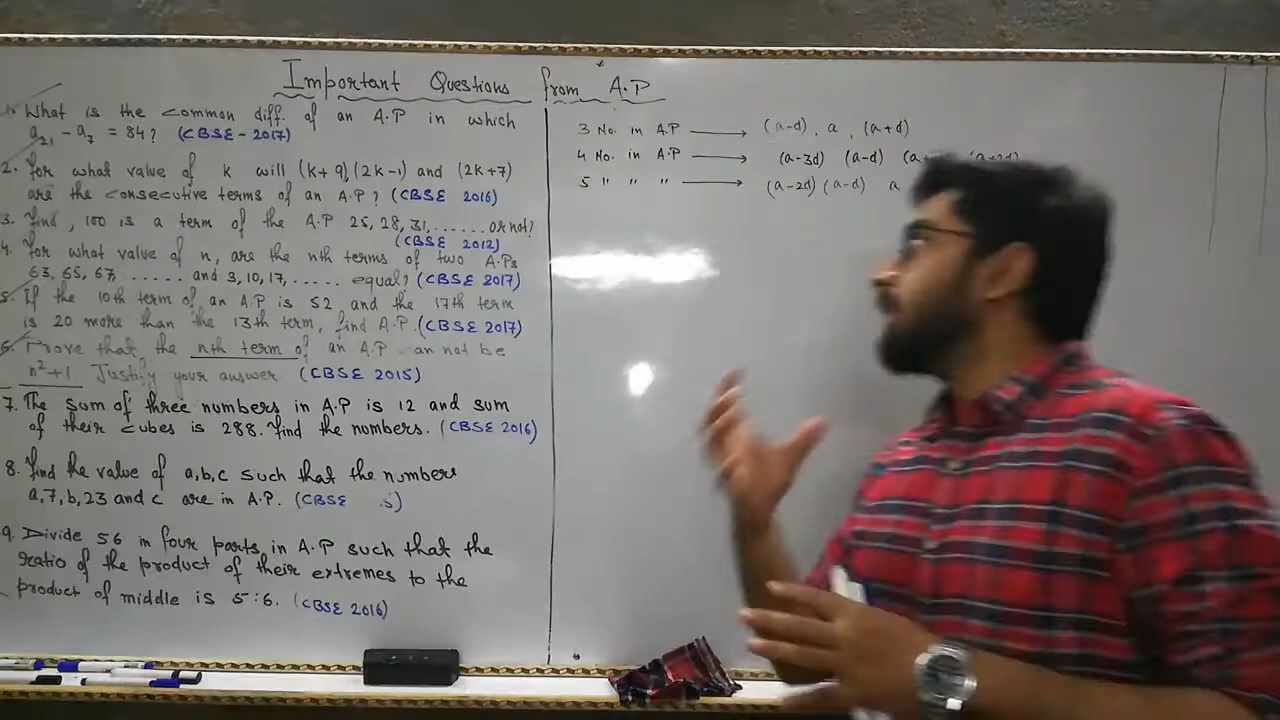 Important Questions from A.P
1. What is the common diff. of an A.P in which
a21 - a7 = 84? (CBSE - 2017)
2. For what value of k will (k+9)(2k-1) and (2k+7)
are the consecutive terms of an A.P? (CBSE 2016)
3. Find, 100 is a term of the A.P 25, 28, 31, ...... or not?
(CBSE 2012)
4. For what value of n, are the nth terms of two A.Ps
63, 65, 67, ...... and 3, 10, 17, ..... equal? (CBSE 2017)
5. If the 10th term of an A.P is 52 and the 17th term
is 20 more than the 13th term, find A.P. (CBSE 2017)
6. Prove that the nth term of an A.P can not be
n²+1. Justify your answer (CBSE 2015)
7. The sum of three numbers in A.P is 12 and sum
of their cubes is 288. Find the numbers. (CBSE 2016)
8. Find the value of a,b,c such that the numbers
a,7,b,23 and c are in A.P. (CBSE
9. Divide 56 in four parts in A.P such that the
ratio of the product of their extremes to the
product of middle is 5:6. (CBSE 2016)
3 No. in A.P → (a-d), a, (a+d)
4 No. in A.P → (a-3d) (a-d)
5 " " " → (a-2d) (a-d) a